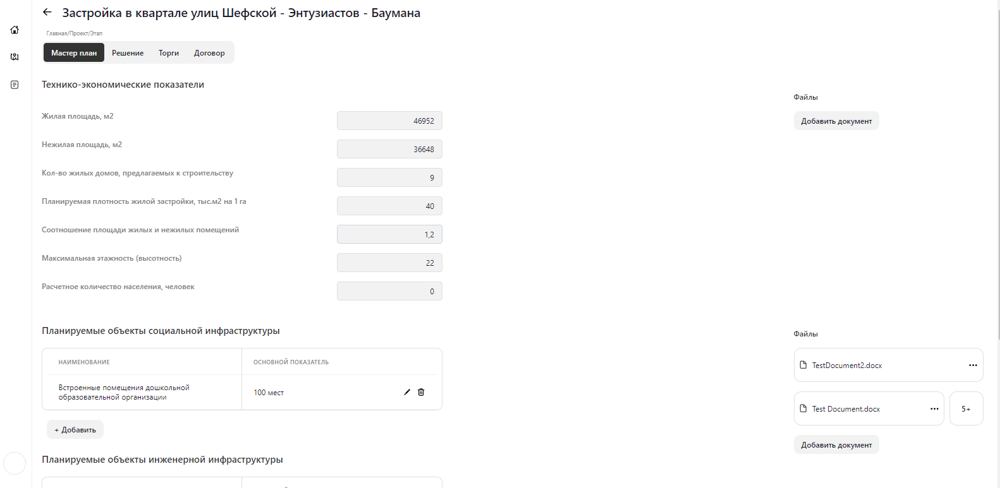 Застройка в квартале улиц Шефской - Энтузиастов - Баумана
Главная/Проект/Этап
Мастер план
Решение
Торги
Договор
Технико-экономические показатели
Файлы
Добавить документ
Жилая площадь, м2
46952
Нежилая площадь, м2
36648
Кол-во жилых домов, предлагаемых к строительству
9
Планируемая плотность жилой застройки, тыс.м2 на 1 га
40
Соотношение площади жилых и нежилых помещений
1,2
Максимальная этажность (высотность)
22
Расчетное количество населения, человек
0
Планируемые объекты социальной инфраструктуры
НАИМЕНОВАНИЕ
ОСНОВНОЙ ПОКАЗАТЕЛЬ
Встроенные помещения дошкольной
образовательной организации
100 мест
+ Добавить
Файлы
TestDocument2.docx
Test Document.docx
5+
Добавить документ
Планируемые объекты инженерной инфраструктуры